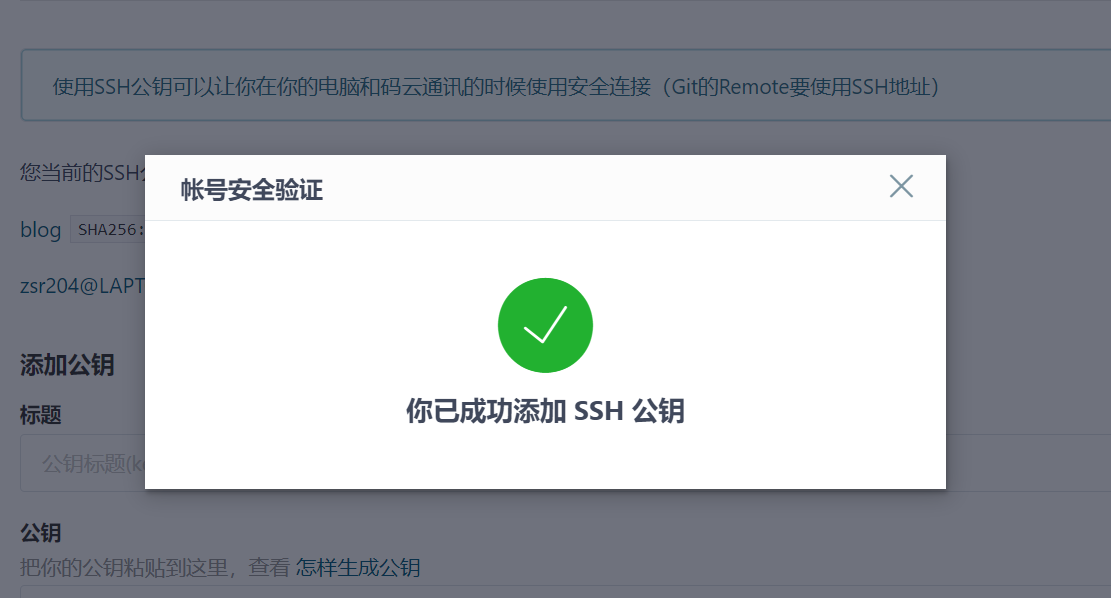 使用SSH公钥可以让你在你的电脑和码云通讯的时候使用安全连接（Git的Remote要使用SSH地址）
您当前的SSH
帐号安全验证
blog SHA256:
zsr204@LAPT
你已成功添加 SSH 公钥
添加公钥
标题
公钥标题(k
公钥
把你的公钥粘贴到这里，查看 怎样生成公钥